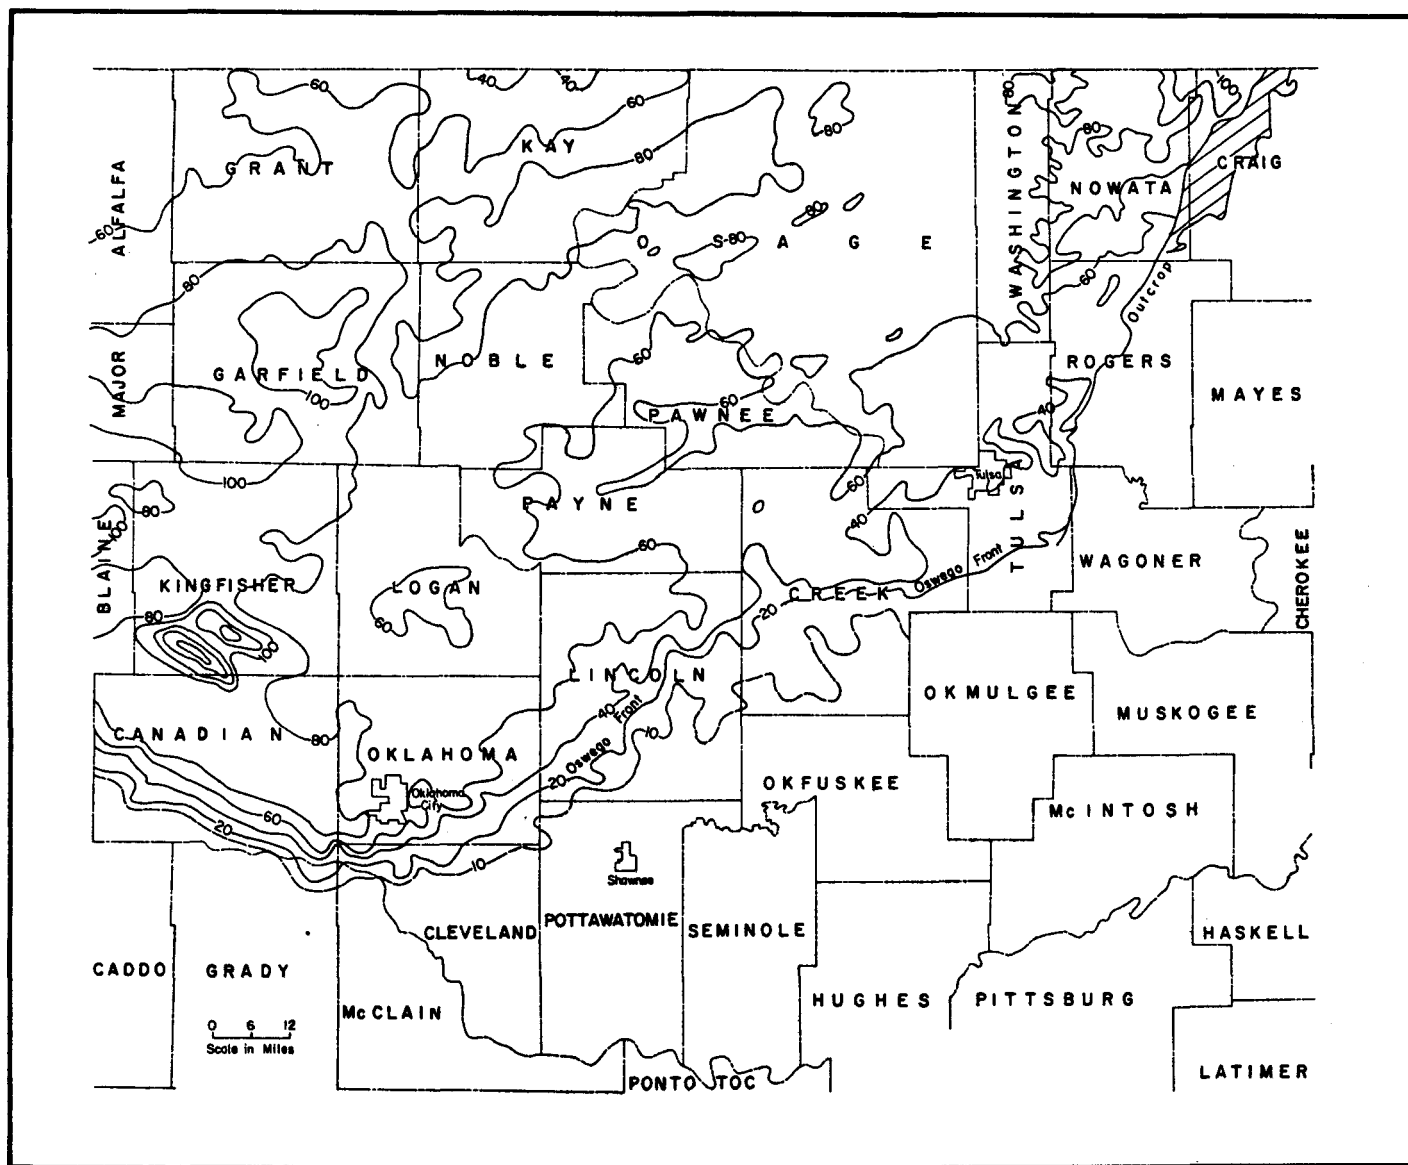 60
40
40
100
60
80
80
80
80
KAY
ALFALFA
GRANT
CRAIG
NOWATA
WASHINGTON
60
80
80
OSAGE
80
60
Outcrop
MAJOR
GARFIELD
100
NOBLE
60
ROGERS
MAYES
60
PAWNEE
40
100
80
100
PAYNE
60
Tulsa
TULSA
40
BLAINE
60
Oswego Front
WAGONER
CHEROKEE
KINGFISHER
LOGAN
CREEK
80
60
20
100
LINCOLN
OKMULGEE
MUSKOGEE
CANADIAN
80
40
Oswego Front
10
OKLAHOMA
20
OKFUSKEE
Oklahoma
City
McINTOSH
60
20
10
Shawnee
CLEVELAND
POTTAWATOMIE
SEMINOLE
HASKELL
CADDO
GRADY
HUGHES
PITTSBURG
McCLAIN
0 6 12
Scale in Miles
PONTOTOC
LATIMER